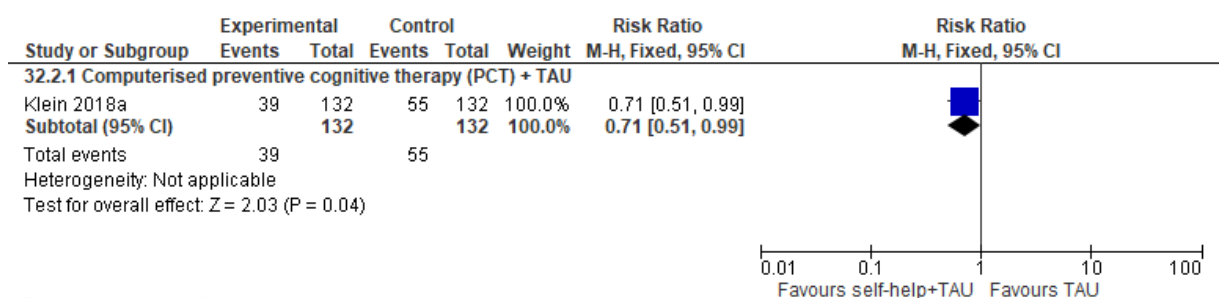 Experimental Control Risk Ratio Risk Ratio
Study or Subgroup Events Total Events Total Weight M-H, Fixed, 95% CI M-H, Fixed, 95% CI
32.2.1 Computerised preventive cognitive therapy (PCT) + TAU
Klein 2018a 39 132 55 132 100.0% 0.71 [0.51, 0.99]
Subtotal (95% CI) 132 132 100.0% 0.71 [0.51, 0.99]
Total events 39 55
Heterogeneity: Not applicable
Test for overall effect: Z = 2.03 (P = 0.04)
0.01 0.1 1 10 100
Favours self-help+TAU Favours TAU